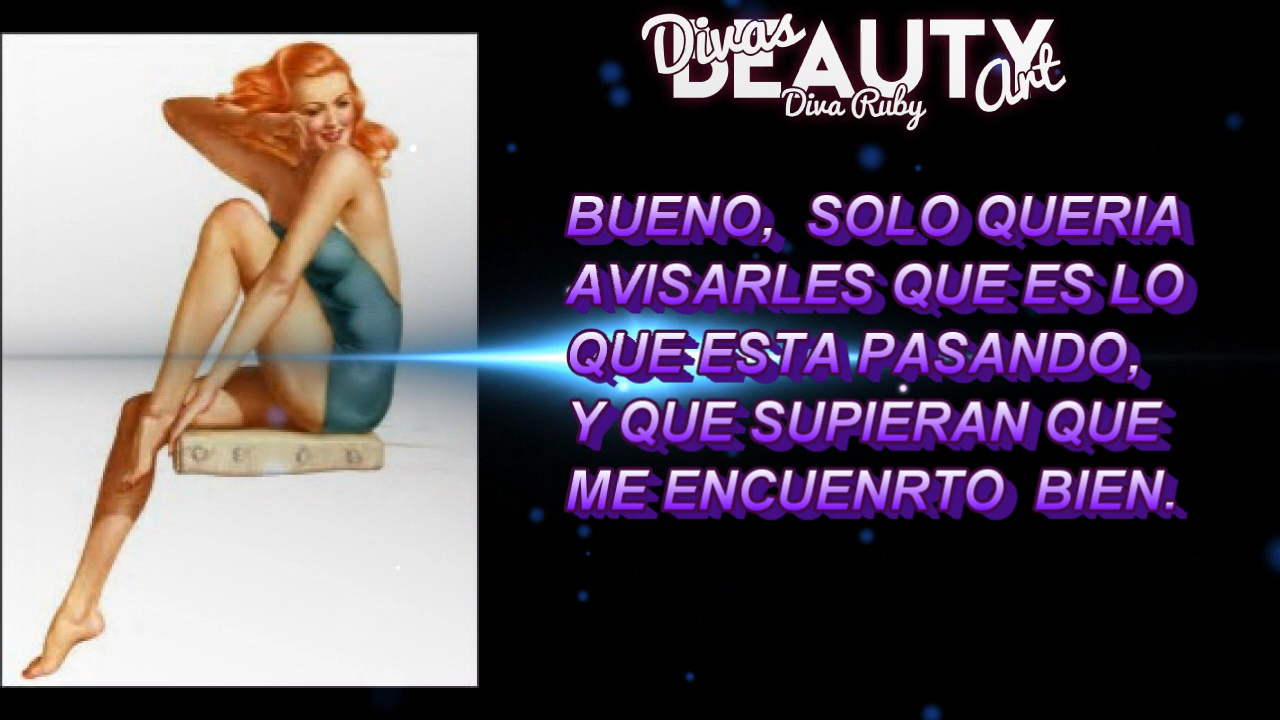 Divas
BEAUTY
Art
Diva Ruby
BUENO,  SOLO QUERIA
AVISARLES QUE ES LO
QUE ESTA PASANDO,
Y QUE SUPIERAN QUE
ME ENCUENRTO  BIEN.